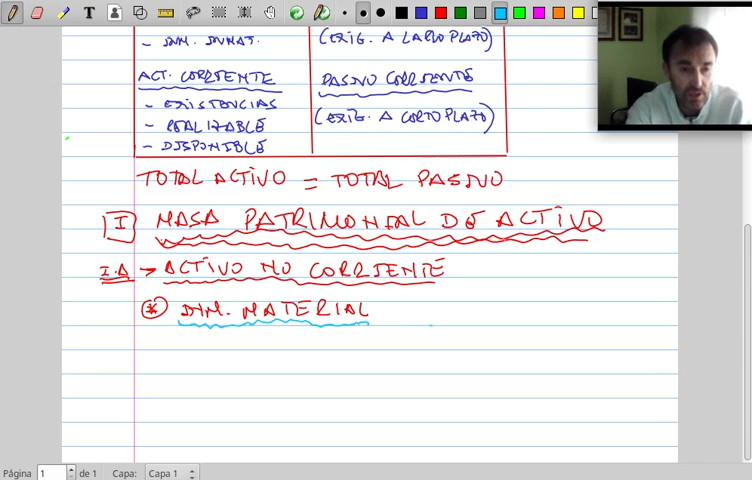 T
- INM. INMAT.
(EXIG. A LARGO PLAZO)
ACT. CORRIENTE
PASIVO CORRIENTE
- EXISTENCIAS
(EXIG. A CORTO PLAZO)
- REALIZABLE
- DISPONIBLE
TOTAL ACTIVO = TOTAL PASIVO
I MASA PATRIMONIAL DE ACTIVO
I.A → ACTIVO NO CORRIENTE
* INM. MATERIAL
Página 1 de 1 Capa: Capa 1